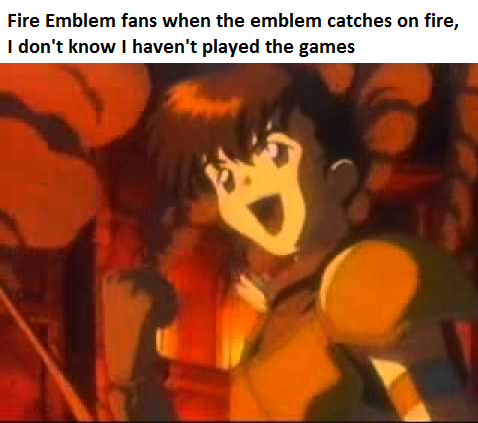 Fire Emblem fans when the emblem catches on fire,
I don't know I haven't played the games